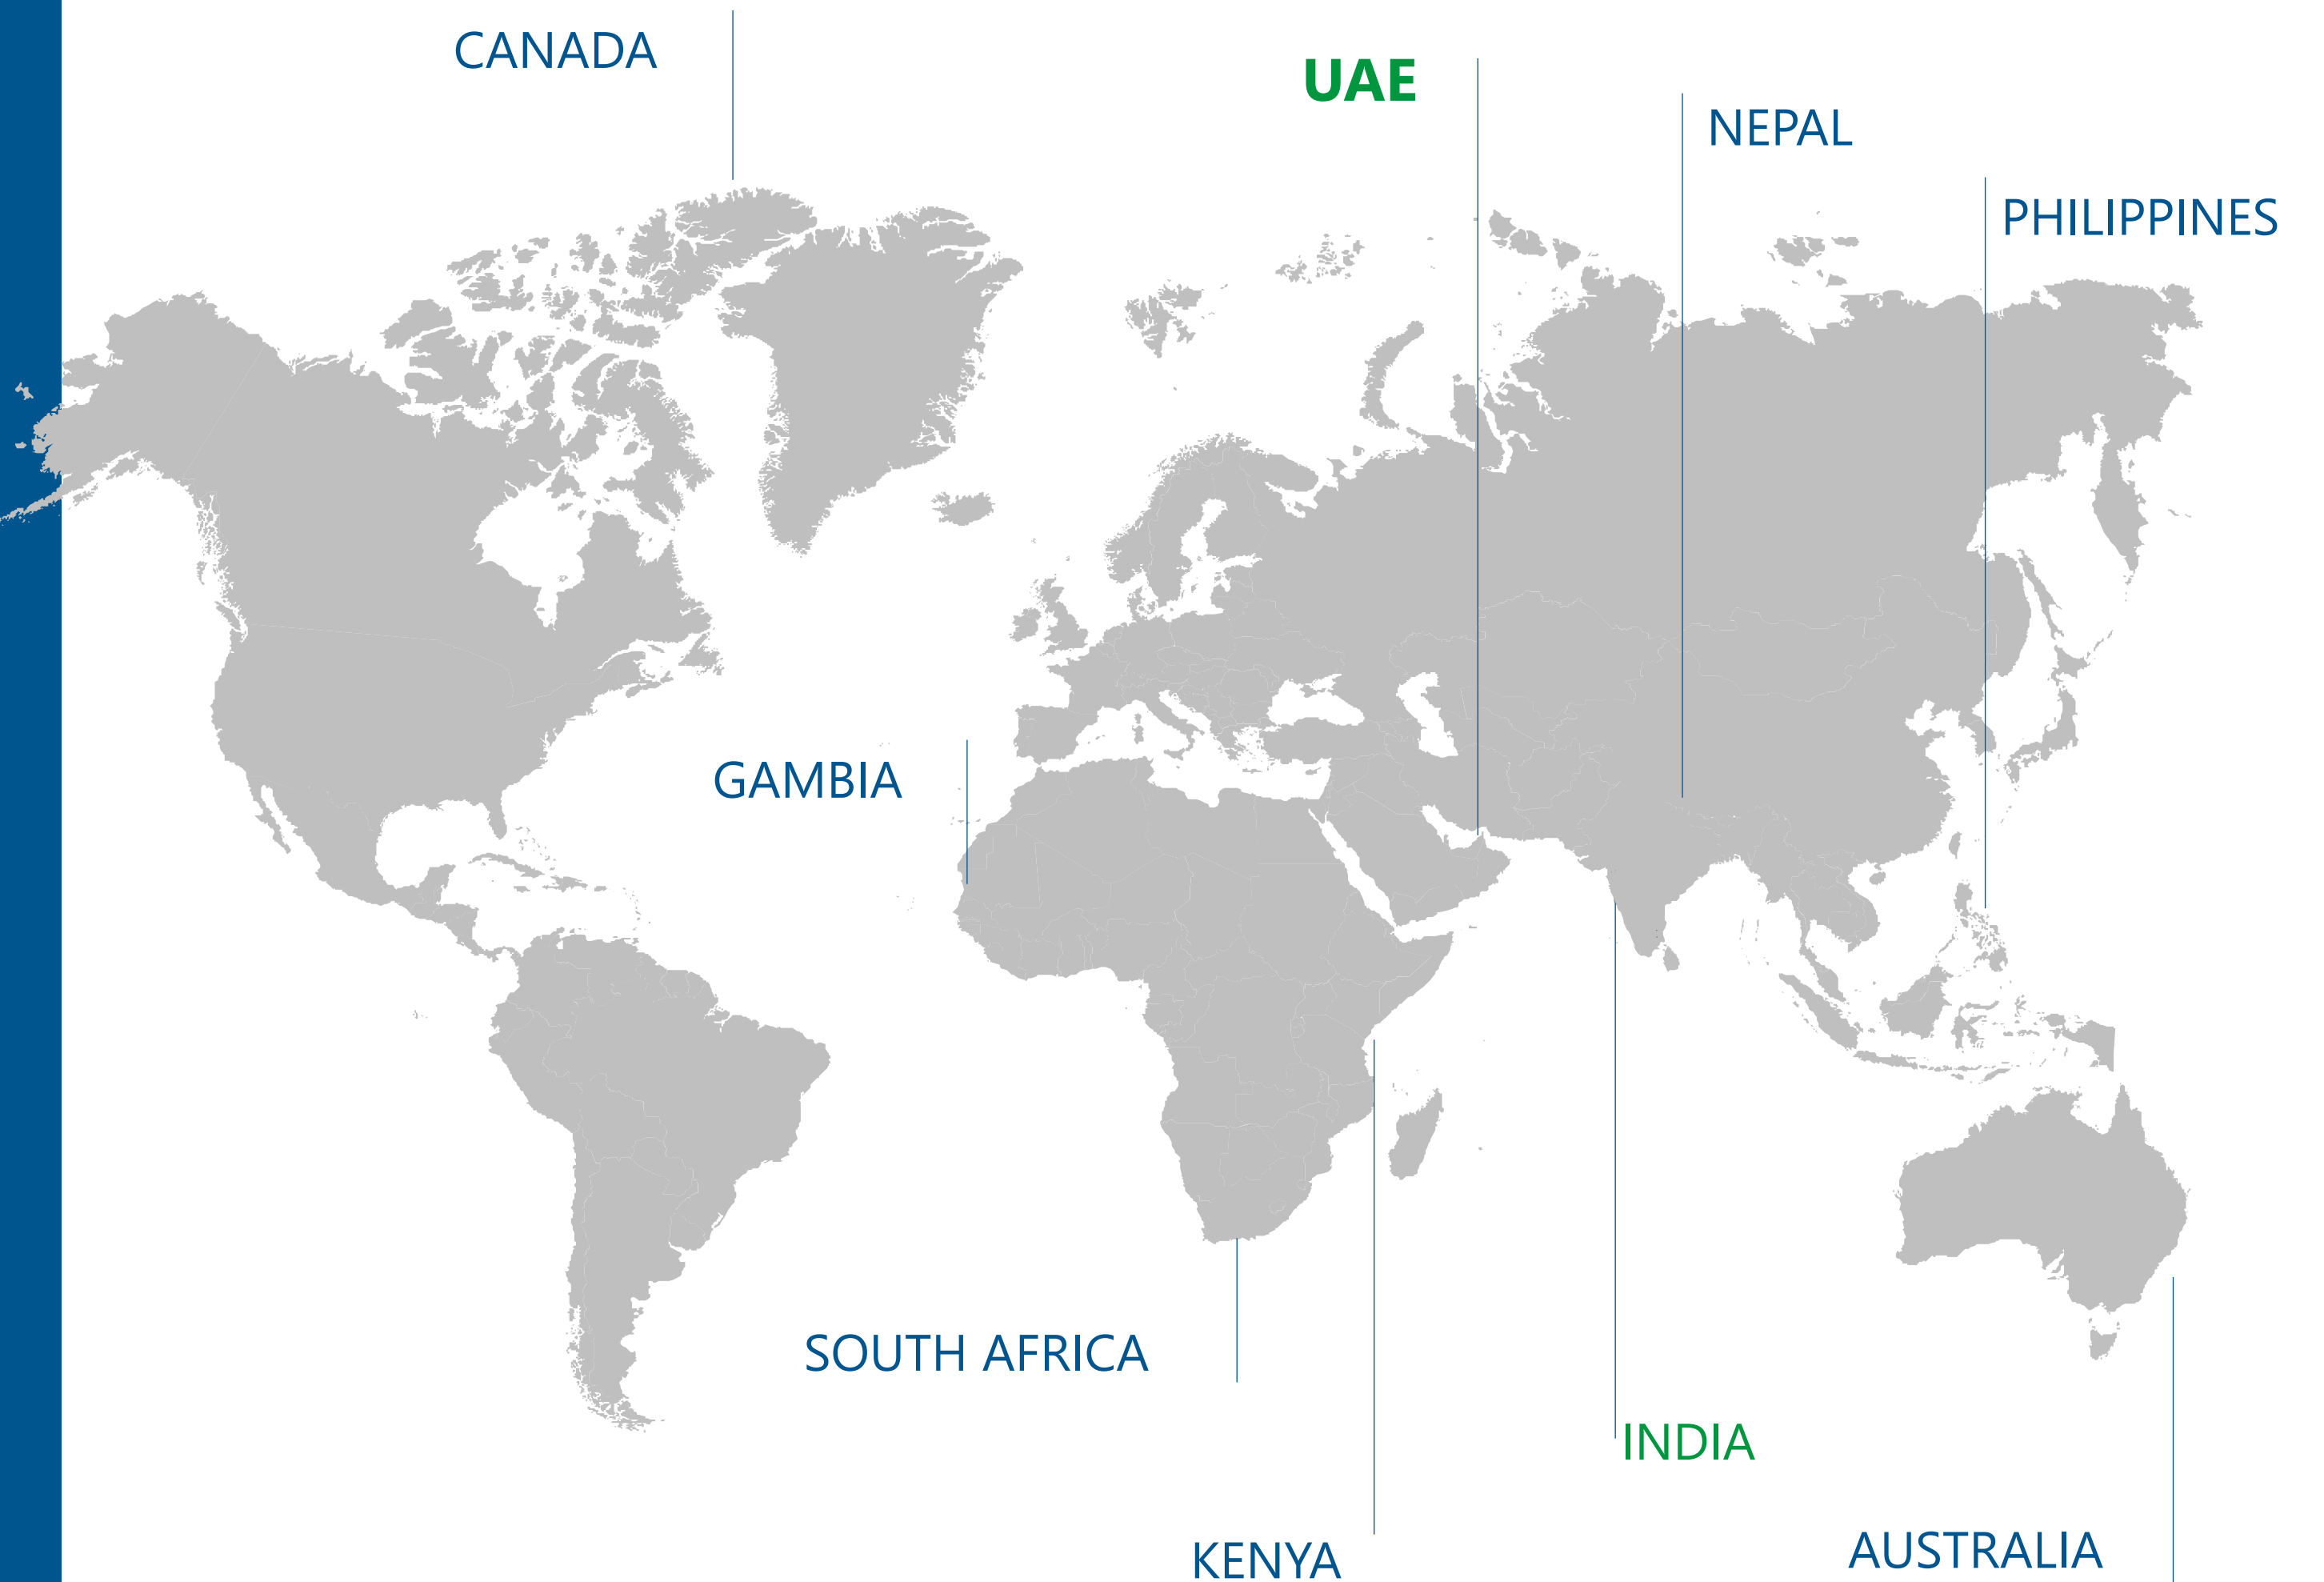 CANADA
UAE
NEPAL
PHILIPPINES
GAMBIA
SOUTH AFRICA
INDIA
KENYA
AUSTRALIA